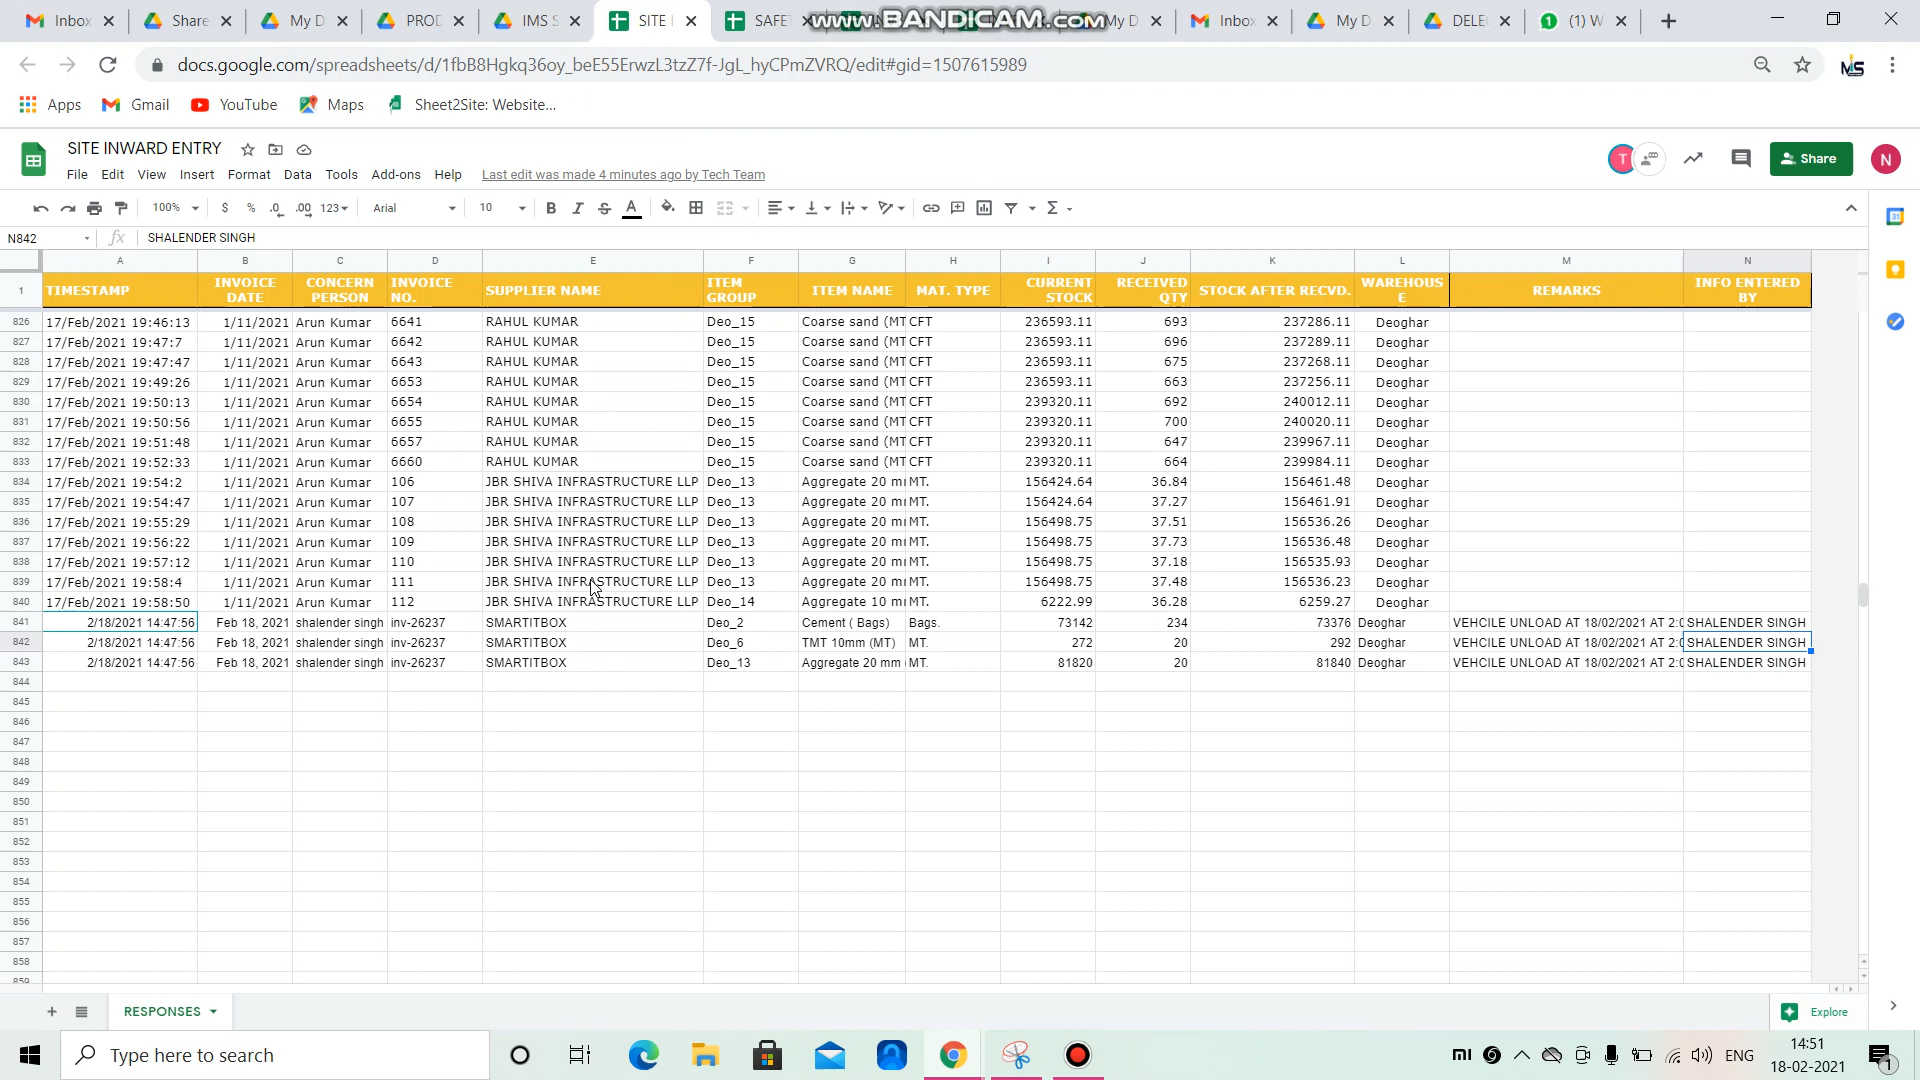 Inbox Share My D PROD IMS S SITE I SAFE www.BANDICAM.com My D Inbox My D DELE (1) W
docs.google.com/spreadsheets/d/1fbB8Hgkq36oy_beE55ErwzL3tzZ7f-JgL_hyCPmZVRQ/edit#gid=1507615989
Apps Gmail YouTube Maps Sheet2Site: Website...
SITE INWARD ENTRY
T Share N
File Edit View Insert Format Data Tools Add-ons Help Last edit was made 4 minutes ago by Tech Team
100% $ % .0 .00 123 Arial 10
N842 fx SHALENDER SINGH
A B C D E F G H I J K L M N
1 TIMESTAMP INVOICE DATE CONCERN PERSON INVOICE NO. SUPPLIER NAME ITEM GROUP ITEM NAME MAT. TYPE CURRENT STOCK RECEIVED QTY STOCK AFTER RECVD. WAREHOUSE REMARKS INFO ENTERED BY
826 17/Feb/2021 19:46:13 1/11/2021 Arun Kumar 6641 RAHUL KUMAR Deo_15 Coarse sand (MT CFT 236593.11 693 237286.11 Deoghar
827 17/Feb/2021 19:47:7 1/11/2021 Arun Kumar 6642 RAHUL KUMAR Deo_15 Coarse sand (MT CFT 236593.11 696 237289.11 Deoghar
828 17/Feb/2021 19:47:47 1/11/2021 Arun Kumar 6643 RAHUL KUMAR Deo_15 Coarse sand (MT CFT 236593.11 675 237268.11 Deoghar
829 17/Feb/2021 19:49:26 1/11/2021 Arun Kumar 6653 RAHUL KUMAR Deo_15 Coarse sand (MT CFT 236593.11 663 237256.11 Deoghar
830 17/Feb/2021 19:50:13 1/11/2021 Arun Kumar 6654 RAHUL KUMAR Deo_15 Coarse sand (MT CFT 239320.11 692 240012.11 Deoghar
831 17/Feb/2021 19:50:56 1/11/2021 Arun Kumar 6655 RAHUL KUMAR Deo_15 Coarse sand (MT CFT 239320.11 700 240020.11 Deoghar
832 17/Feb/2021 19:51:48 1/11/2021 Arun Kumar 6657 RAHUL KUMAR Deo_15 Coarse sand (MT CFT 239320.11 647 239967.11 Deoghar
833 17/Feb/2021 19:52:33 1/11/2021 Arun Kumar 6660 RAHUL KUMAR Deo_15 Coarse sand (MT CFT 239320.11 664 239984.11 Deoghar
834 17/Feb/2021 19:54:2 1/11/2021 Arun Kumar 106 JBR SHIVA INFRASTRUCTURE LLP Deo_13 Aggregate 20 m MT. 156424.64 36.84 156461.48 Deoghar
835 17/Feb/2021 19:54:47 1/11/2021 Arun Kumar 107 JBR SHIVA INFRASTRUCTURE LLP Deo_13 Aggregate 20 m MT. 156424.64 37.27 156461.91 Deoghar
836 17/Feb/2021 19:55:29 1/11/2021 Arun Kumar 108 JBR SHIVA INFRASTRUCTURE LLP Deo_13 Aggregate 20 m MT. 156498.75 37.51 156536.26 Deoghar
837 17/Feb/2021 19:56:22 1/11/2021 Arun Kumar 109 JBR SHIVA INFRASTRUCTURE LLP Deo_13 Aggregate 20 m MT. 156498.75 37.73 156536.48 Deoghar
838 17/Feb/2021 19:57:12 1/11/2021 Arun Kumar 110 JBR SHIVA INFRASTRUCTURE LLP Deo_13 Aggregate 20 m MT. 156498.75 37.18 156535.93 Deoghar
839 17/Feb/2021 19:58:4 1/11/2021 Arun Kumar 111 JBR SHIVA INFRASTRUCTURE LLP Deo_13 Aggregate 20 m MT. 156498.75 37.48 156536.23 Deoghar
840 17/Feb/2021 19:58:50 1/11/2021 Arun Kumar 112 JBR SHIVA INFRASTRUCTURE LLP Deo_14 Aggregate 10 m MT. 6222.99 36.28 6259.27 Deoghar
841 2/18/2021 14:47:56 Feb 18, 2021 shalender singh inv-26237 SMARTITBOX Deo_2 Cement ( Bags) Bags. 73142 234 73376 Deoghar VEHCILE UNLOAD AT 18/02/2021 AT 2:0 SHALENDER SINGH
842 2/18/2021 14:47:56 Feb 18, 2021 shalender singh inv-26237 SMARTITBOX Deo_6 TMT 10mm (MT) MT. 272 20 292 Deoghar VEHCILE UNLOAD AT 18/02/2021 AT 2:0 SHALENDER SINGH
843 2/18/2021 14:47:56 Feb 18, 2021 shalender singh inv-26237 SMARTITBOX Deo_13 Aggregate 20 mm MT. 81820 20 81840 Deoghar VEHCILE UNLOAD AT 18/02/2021 AT 2:0 SHALENDER SINGH
844
845
846
847
848
849
850
851
852
853
854
855
856
857
858
859
RESPONSES Explore
Type here to search ENG 14:51
18-02-2021 1